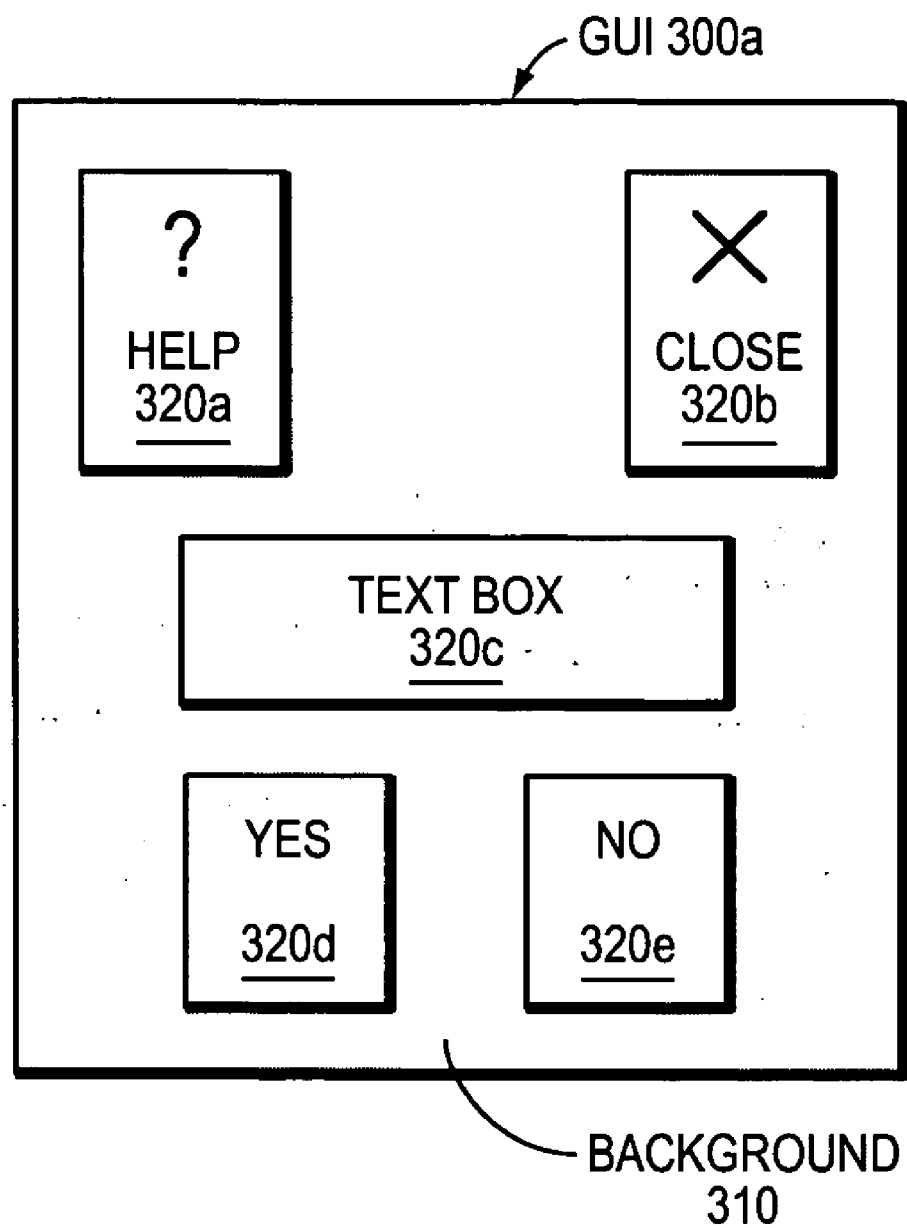 GUI 300a
?
HELP
320a
CLOSE
320b
TEXT BOX
320c
YES
320d
NO
320e
BACKGROUND
310